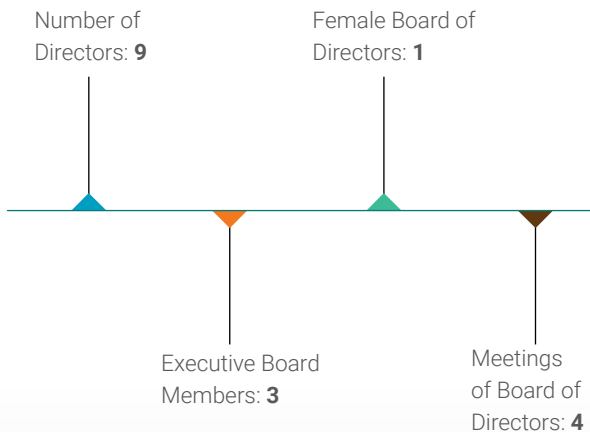 Number of
Directors: 9
Female Board of
Directors: 1
Executive Board
Members: 3
Meetings
of Board of
Directors: 4